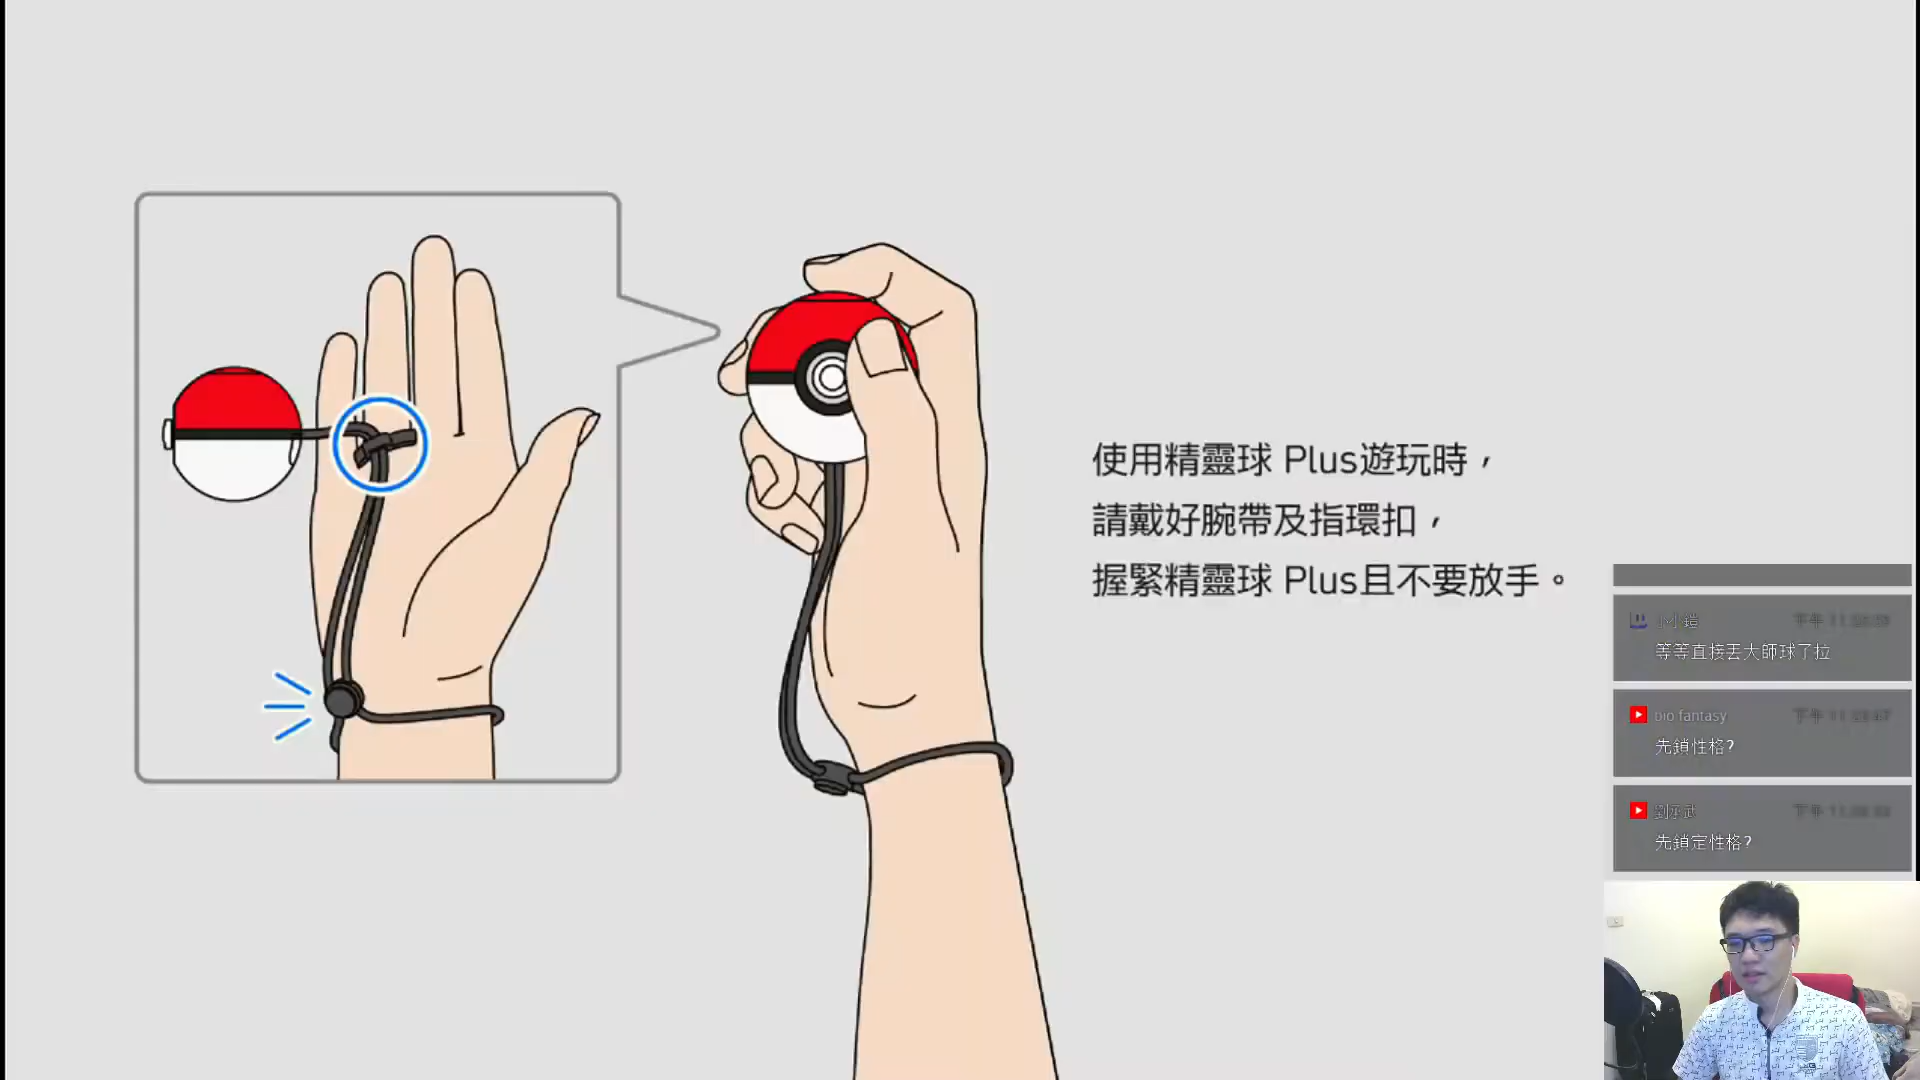 使用精靈球 Plus遊玩時，
請戴好腕帶及指環扣，
握緊精靈球 Plus且不要放手。
等等直接丟大師球了拉
bio fantasy
先鎖性格?
先鎖定性格?